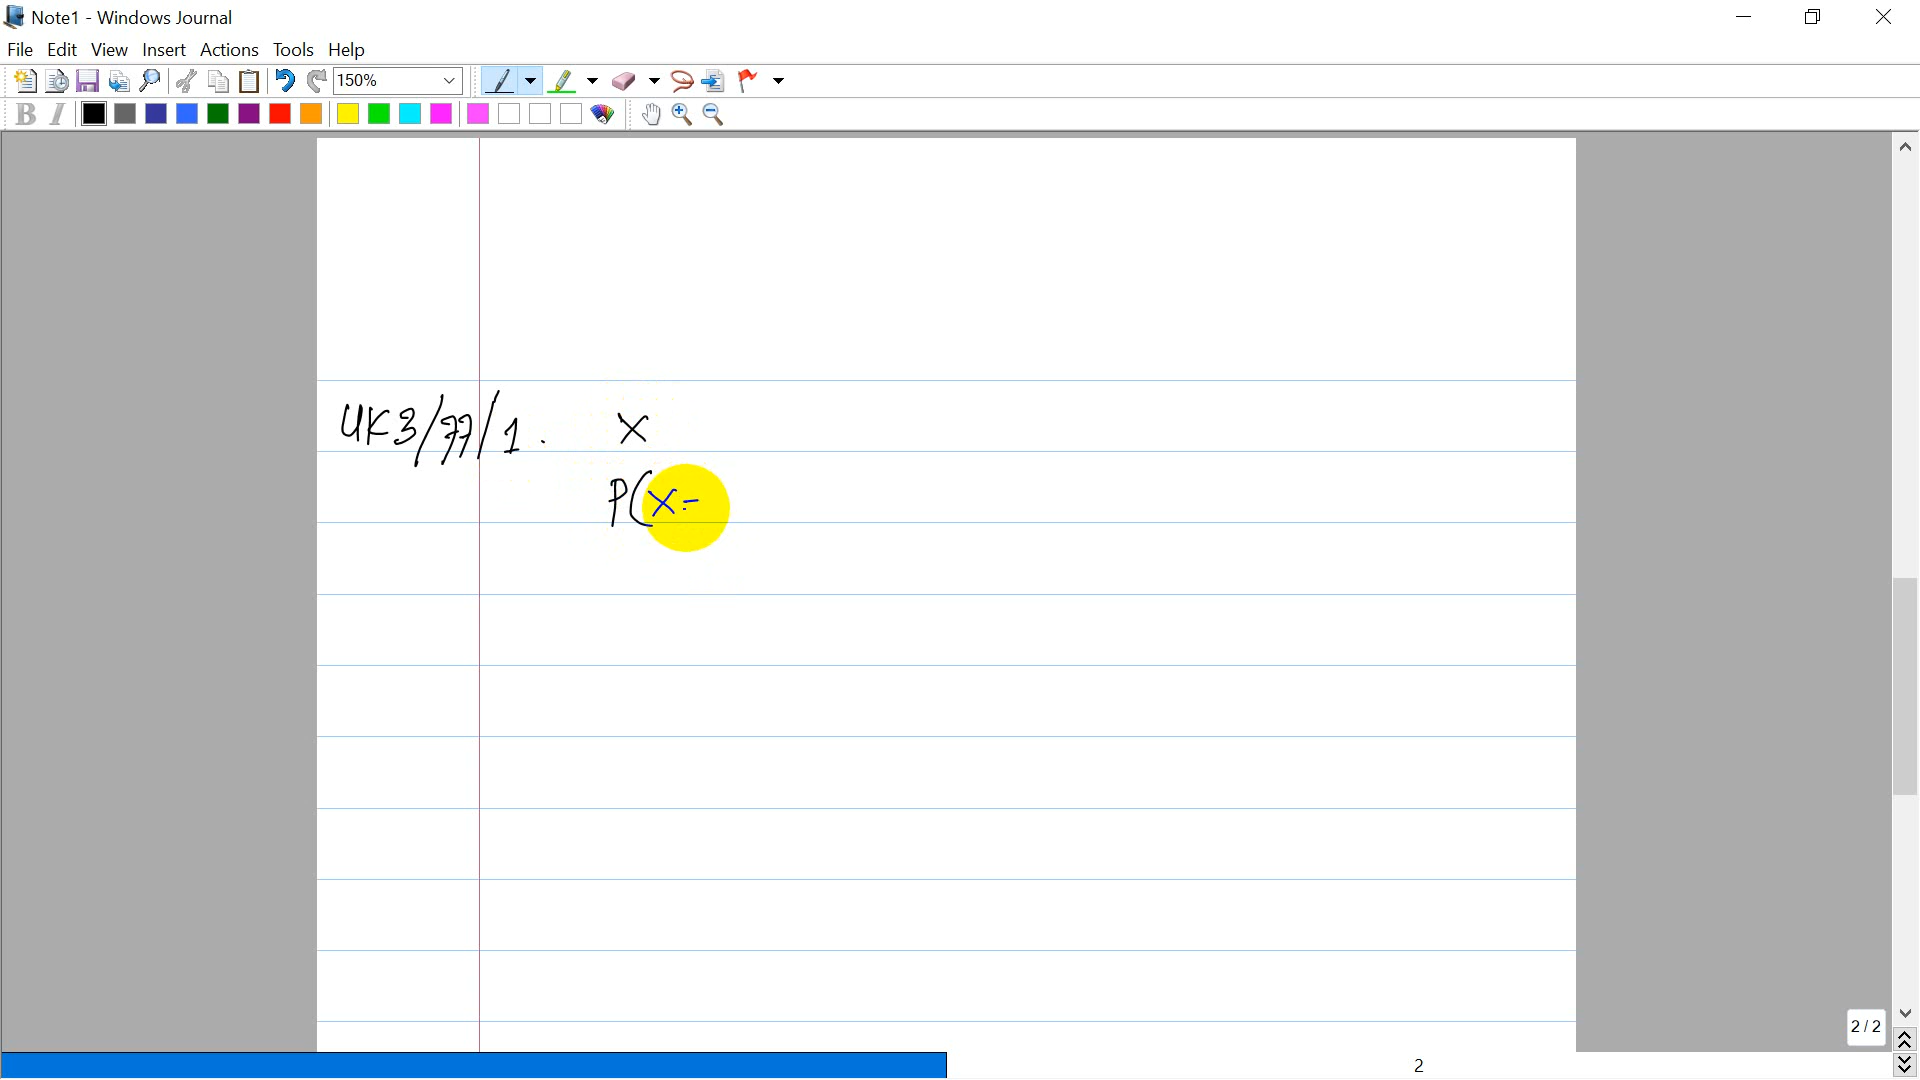 Note1 - Windows Journal
File Edit View Insert Actions Tools Help
150%
B I
UK3/77/1. X
P(X=
2 / 2
2